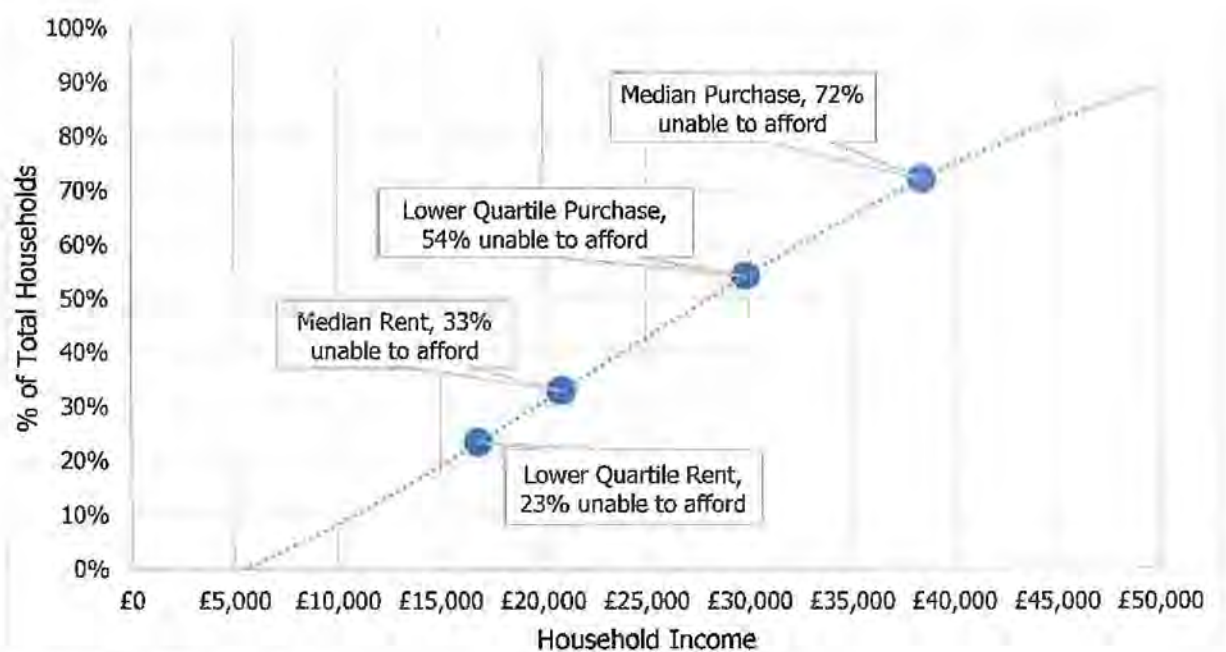 100%
90%
80%
70%
60%
50%
40%
30%
20%
10%
0%
% of Total Households
Median Purchase, 72%
unable to afford
Lower Quartile Purchase,
54% unable to afford
Median Rent, 33%
unable to afford
Lower Quartile Rent,
23% unable to afford
£0 £5,000 £10,000 £15,000 £20,000 £25,000 £30,000 £35,000 £40,000 £45,000 £50,000
Household Income